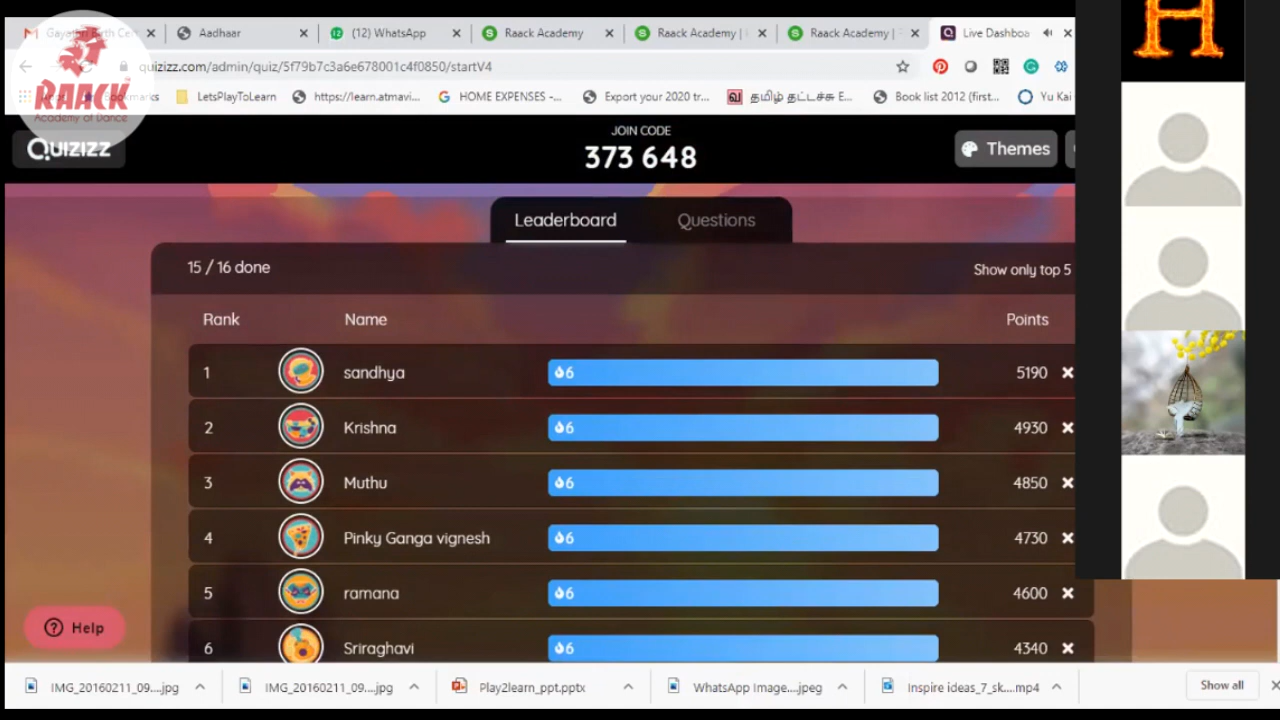 Aadhaar
(12) WhatsApp
Raack Academy
Raack Academy |
Raack Academy |
Live Dashboa
quizizz.com/admin/quiz/5f79b7c3a6e678001c4f0850/startV4
LetsPlayToLearn
https://learn.atmavi...
HOME EXPENSES -...
Export your 2020 tr...
தமிழ் தட்டச்சு E...
Book list 2012 (first...
Yu Kai
RAACK
Academy of Dance
QUIZIZZ
JOIN CODE
373 648
Themes
Leaderboard
Questions
15 / 16 done
Show only top 5
Rank Name Points
1 sandhya 6 5190
2 Krishna 6 4930
3 Muthu 6 4850
4 Pinky Ganga vignesh 6 4730
5 ramana 6 4600
6 Sriraghavi 6 4340
Help
IMG_20160211_09....jpg
IMG_20160211_09....jpg
Play2learn_ppt.pptx
WhatsApp Image....jpeg
Inspire ideas_7_sk....mp4
Show all
H